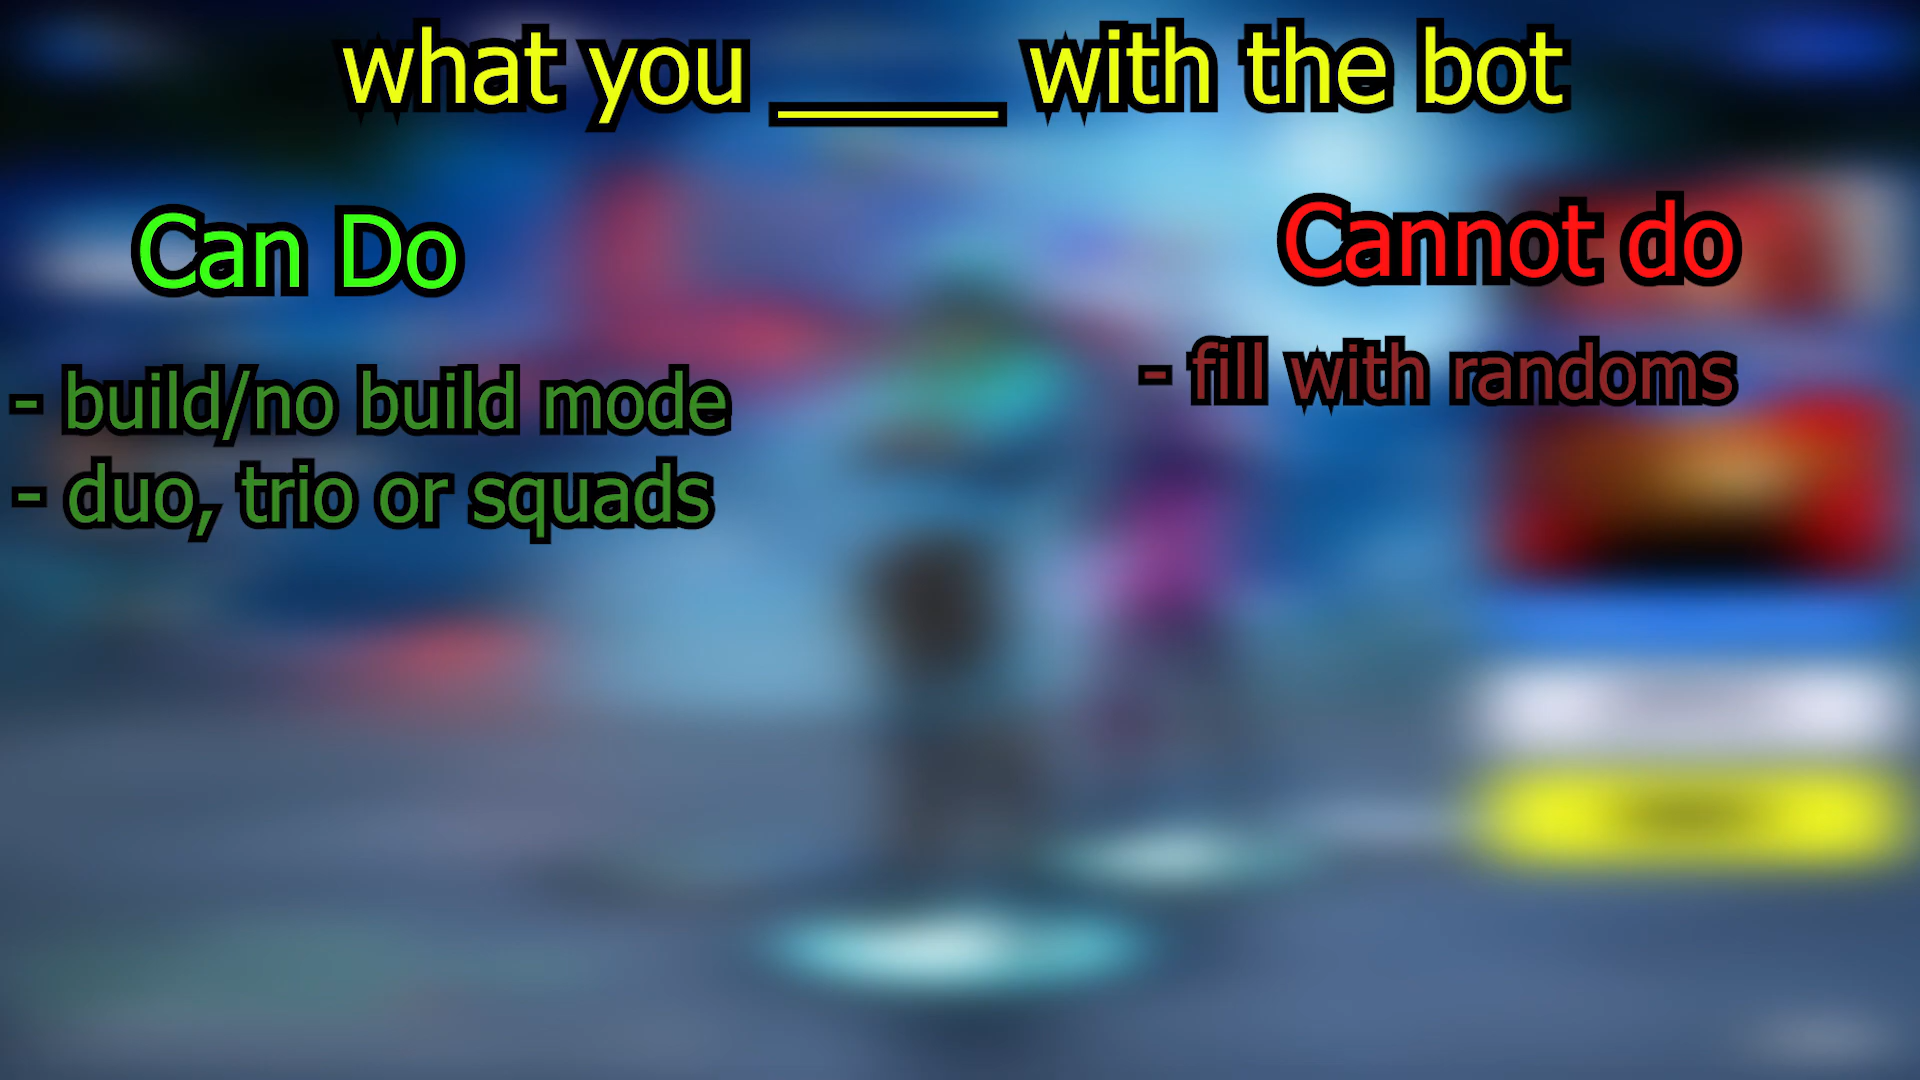 what you ____ with the bot
Can Do
- build/no build mode
- duo, trio or squads
Cannot do
- fill with randoms